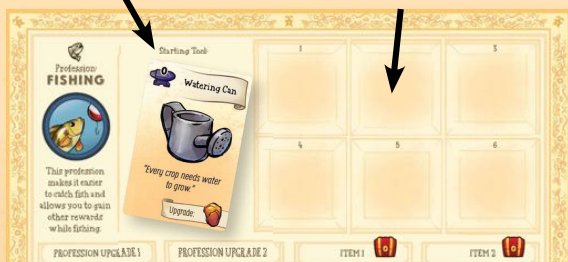 Profession:
FISHING
This profession
makes it easier
to catch fish and
allows you to gain
other rewards
while fishing.
Starting Tool:
0
Watering Can
"Every crop needs water
to grow."
Upgrade:
1
3
4
5
6
PROFESSION UPGRADE 1
PROFESSION UPGRADE 2
ITEM 1
ITEM 2